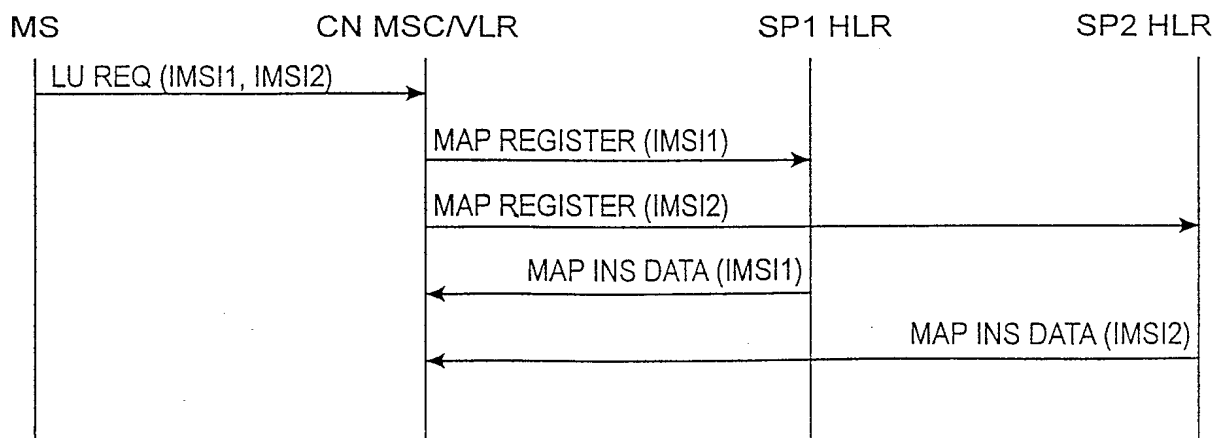 MS CN MSC/VLR SP1 HLR SP2 HLR
LU REQ (IMSI1, IMSI2)
MAP REGISTER (IMSI1)
MAP REGISTER (IMSI2)
MAP INS DATA (IMSI1)
MAP INS DATA (IMSI2)